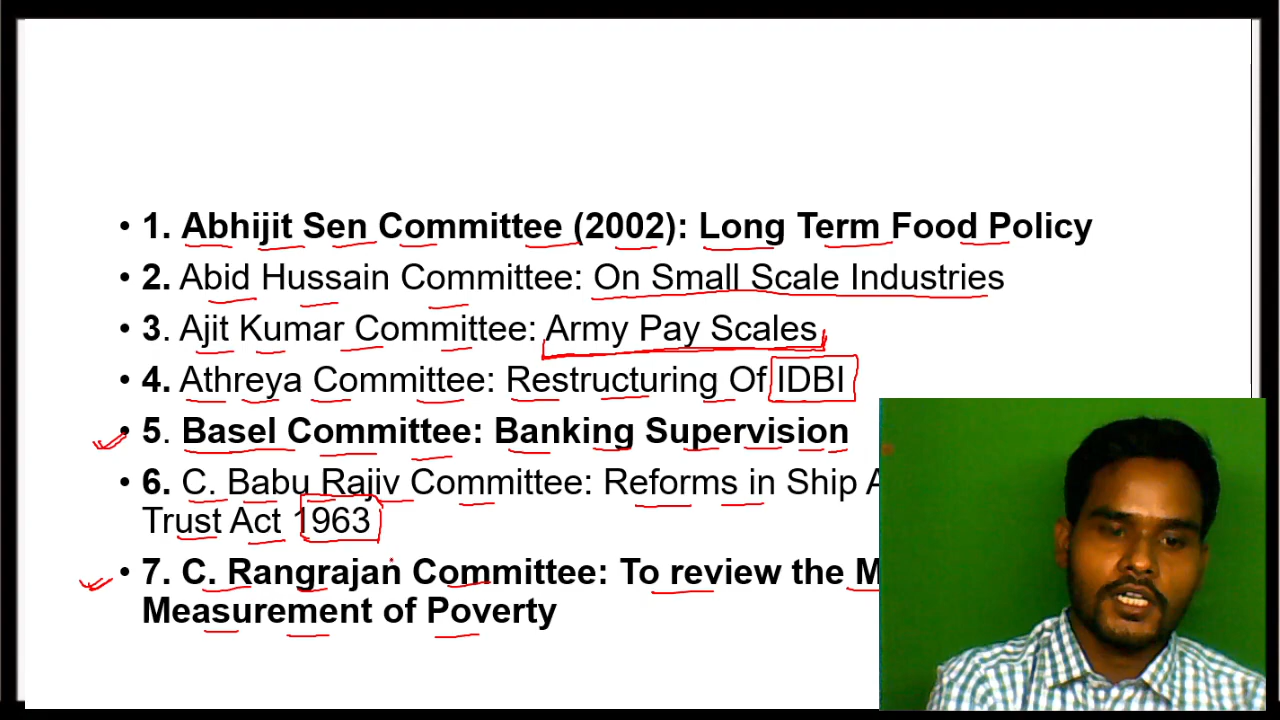 • 1. Abhijit Sen Committee (2002): Long Term Food Policy
• 2. Abid Hussain Committee: On Small Scale Industries
• 3. Ajit Kumar Committee: Army Pay Scales
• 4. Athreya Committee: Restructuring Of IDBI
• 5. Basel Committee: Banking Supervision
• 6. C. Babu Rajiv Committee: Reforms in Ship
Trust Act 1963
• 7. C. Rangrajan Committee: To review the
Measurement of Poverty